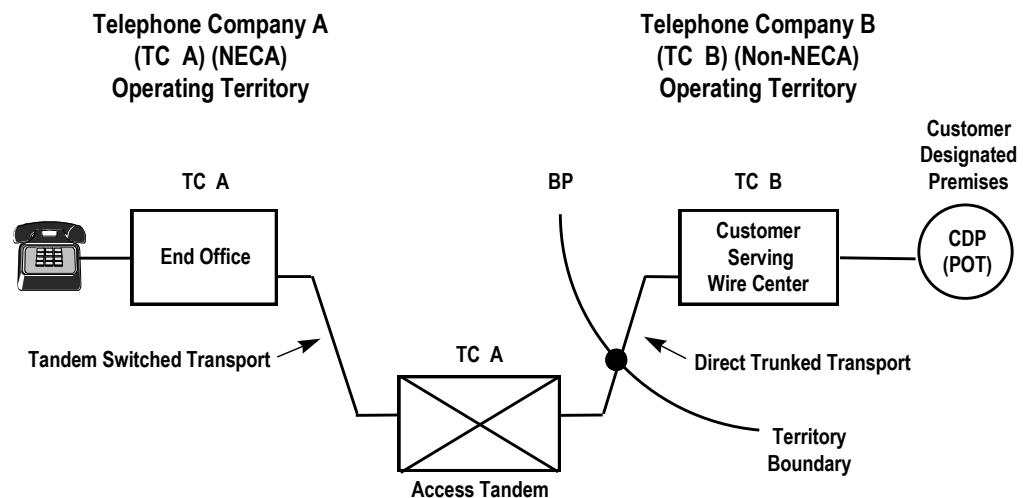 Telephone Company A
(TC A) (NECA)
Operating Territory
Telephone Company B
(TC B) (Non-NECA)
Operating Territory
Customer
Designated
Premises
TC A
BP
TC B
End Office
Customer
Serving
Wire Center
CDP
(POT)
Tandem Switched Transport
TC A
Direct Trunked Transport
Territory
Boundary
Access Tandem